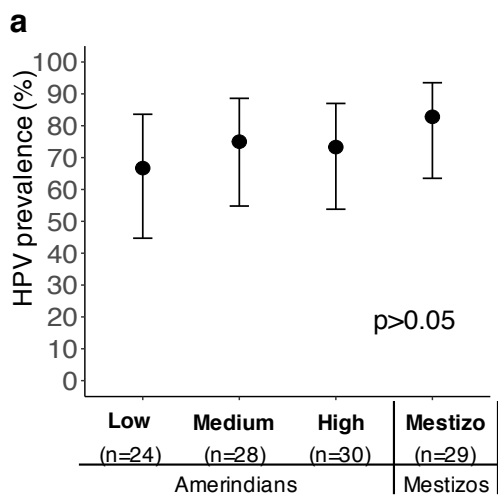 a
HPV prevalence (%)
100
90
80
70
60
50
40
30
20
10
0
p>0.05
Low Medium High Mestizo
(n=24) (n=28) (n=30) (n=29)
Amerindians Mestizos